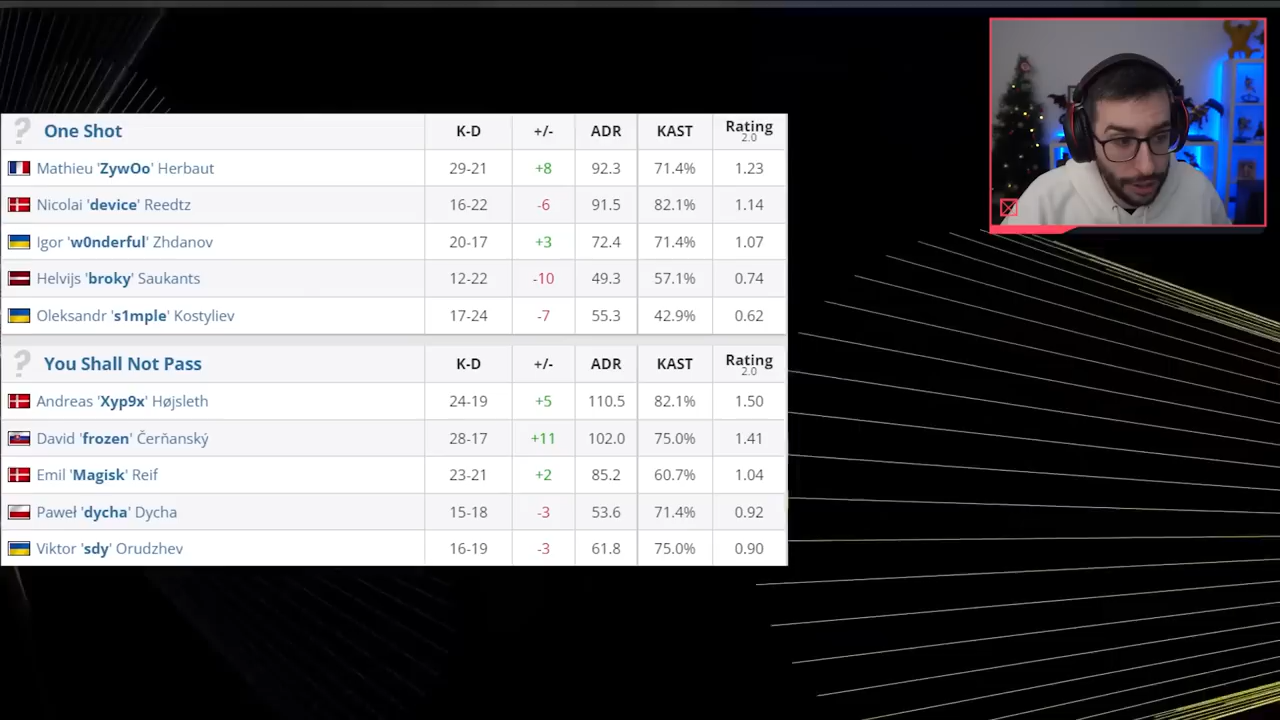 ? One Shot K-D +/- ADR KAST Rating 2.0
Mathieu 'ZywOo' Herbaut 29-21 +8 92.3 71.4% 1.23
Nicolai 'device' Reedtz 16-22 -6 91.5 82.1% 1.14
Igor 'w0nderful' Zhdanov 20-17 +3 72.4 71.4% 1.07
Helvijs 'broky' Saukants 12-22 -10 49.3 57.1% 0.74
Oleksandr 's1mple' Kostyliev 17-24 -7 55.3 42.9% 0.62
? You Shall Not Pass K-D +/- ADR KAST Rating 2.0
Andreas 'Xyp9x' Højsleth 24-19 +5 110.5 82.1% 1.50
David 'frozen' Čerňanský 28-17 +11 102.0 75.0% 1.41
Emil 'Magisk' Reif 23-21 +2 85.2 60.7% 1.04
Paweł 'dycha' Dycha 15-18 -3 53.6 71.4% 0.92
Viktor 'sdy' Orudzhev 16-19 -3 61.8 75.0% 0.90